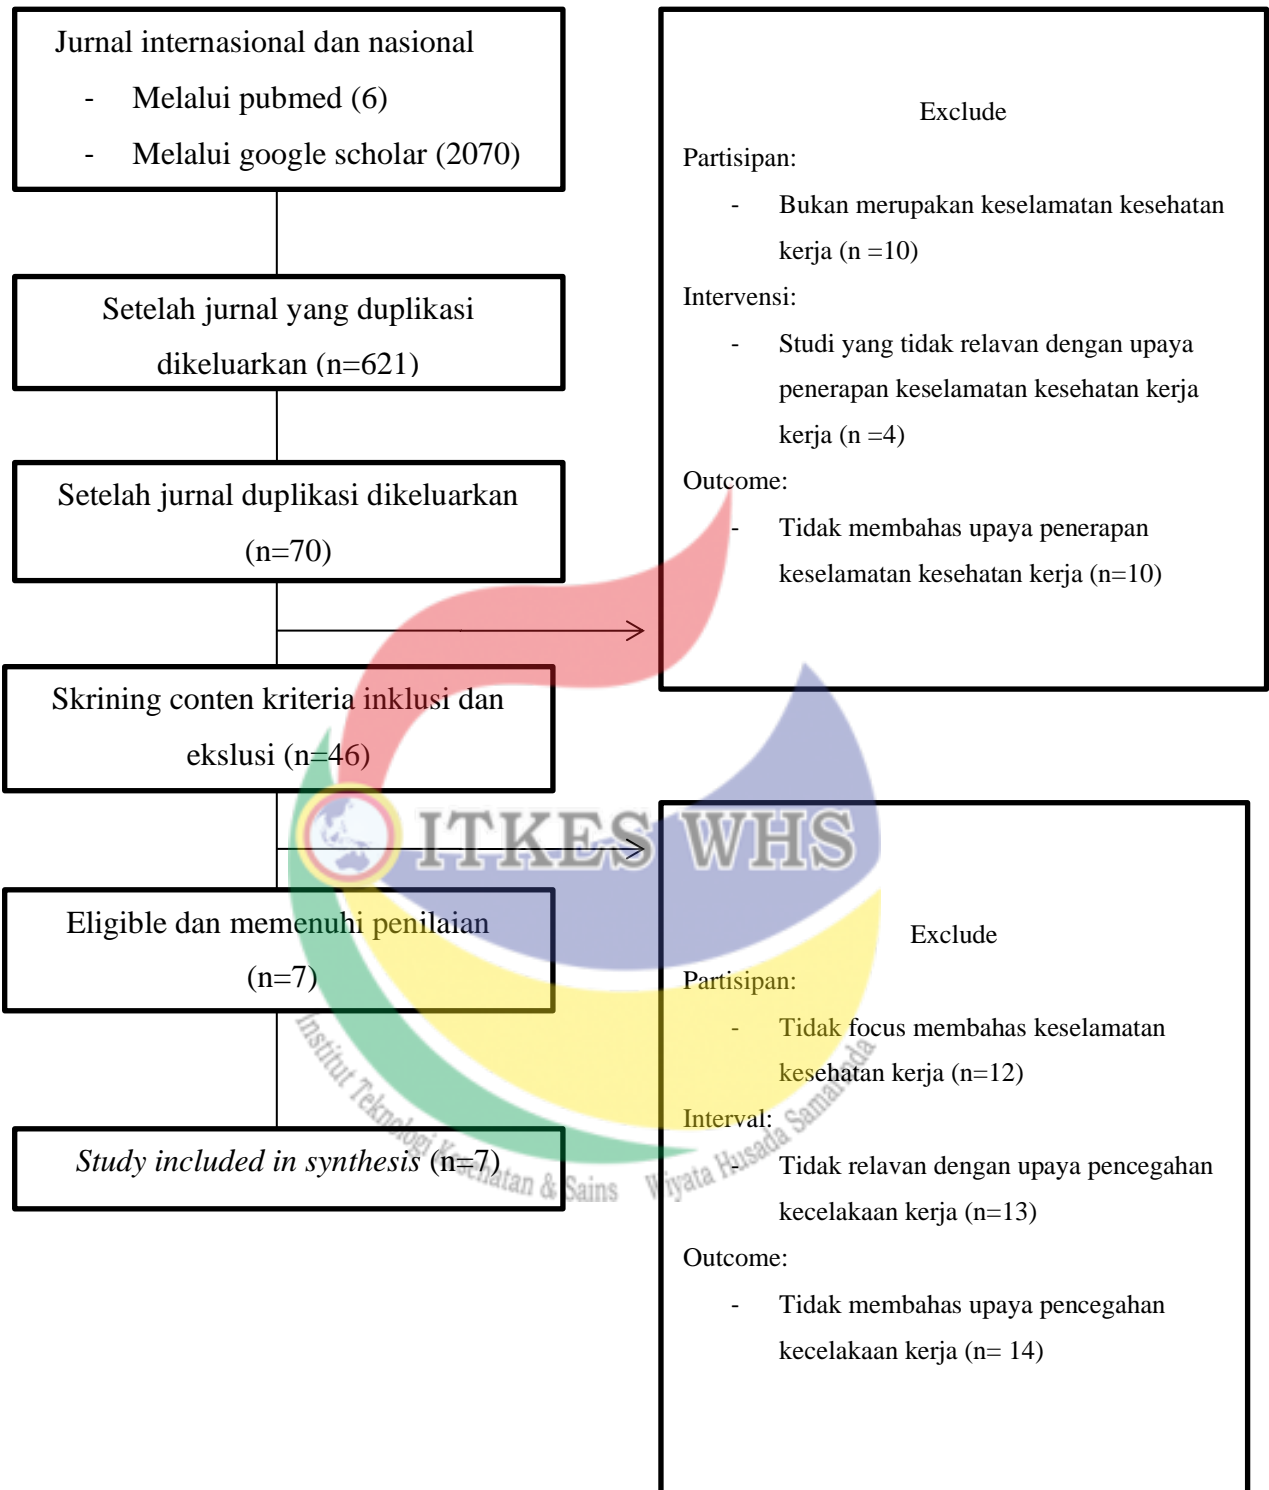 Jurnal internasional dan nasional
- Melalui pubmed (6)
- Melalui google scholar (2070)
Setelah jurnal yang duplikasi
dikeluarkan (n=621)
Setelah jurnal duplikasi dikeluarkan
(n=70)
Skrining conten kriteria inklusi dan
ekslusi (n=46)
Eligible dan memenuhi penilaian
(n=7)
Study included in synthesis (n=7)
Exclude
Partisipan:
- Bukan merupakan keselamatan kesehatan
kerja (n =10)
Intervensi:
- Studi yang tidak relavan dengan upaya
penerapan keselamatan kesehatan kerja
kerja (n =4)
Outcome:
- Tidak membahas upaya penerapan
keselamatan kesehatan kerja (n=10)
Exclude
Partisipan:
- Tidak focus membahas keselamatan
kesehatan kerja (n=12)
Interval:
- Tidak relavan dengan upaya pencegahan
kecelakaan kerja (n=13)
Outcome:
- Tidak membahas upaya pencegahan
kecelakaan kerja (n= 14)
ITKES WHS
Institut Teknologi Kesehatan & Sains Wiyata Husada Samarinda